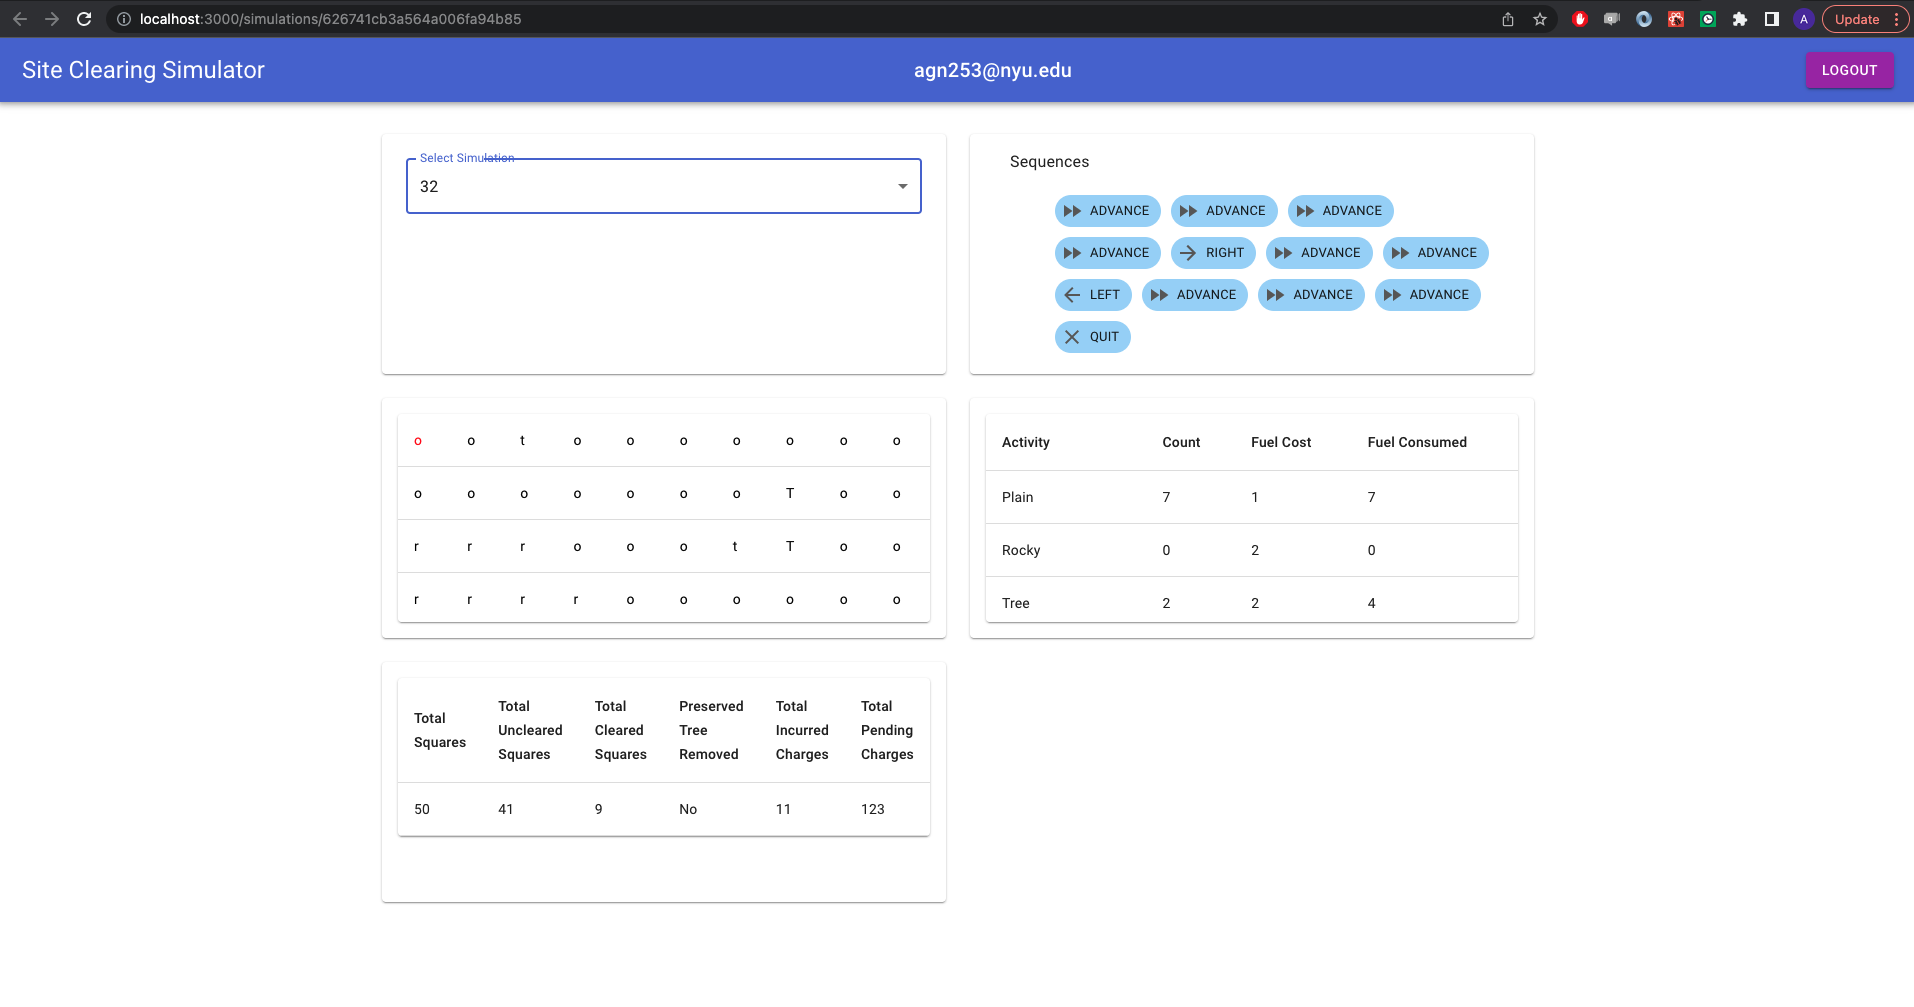 localhost:3000/simulations/626741cb3a564a006fa94b85
A
Update
Site Clearing Simulator
agn253@nyu.edu
LOGOUT
Select Simulation
32
Sequences
ADVANCE ADVANCE ADVANCE
ADVANCE RIGHT ADVANCE ADVANCE
LEFT ADVANCE ADVANCE ADVANCE
QUIT
o o t o o o o o o o
o o o o o o o T o o
r r r o o o t T o o
r r r r o o o o o o
Activity Count Fuel Cost Fuel Consumed
Plain 7 1 7
Rocky 0 2 0
Tree 2 2 4
Total Squares Total Uncleared Squares Total Cleared Squares Preserved Tree Removed Total Incurred Charges Total Pending Charges
50 41 9 No 11 123